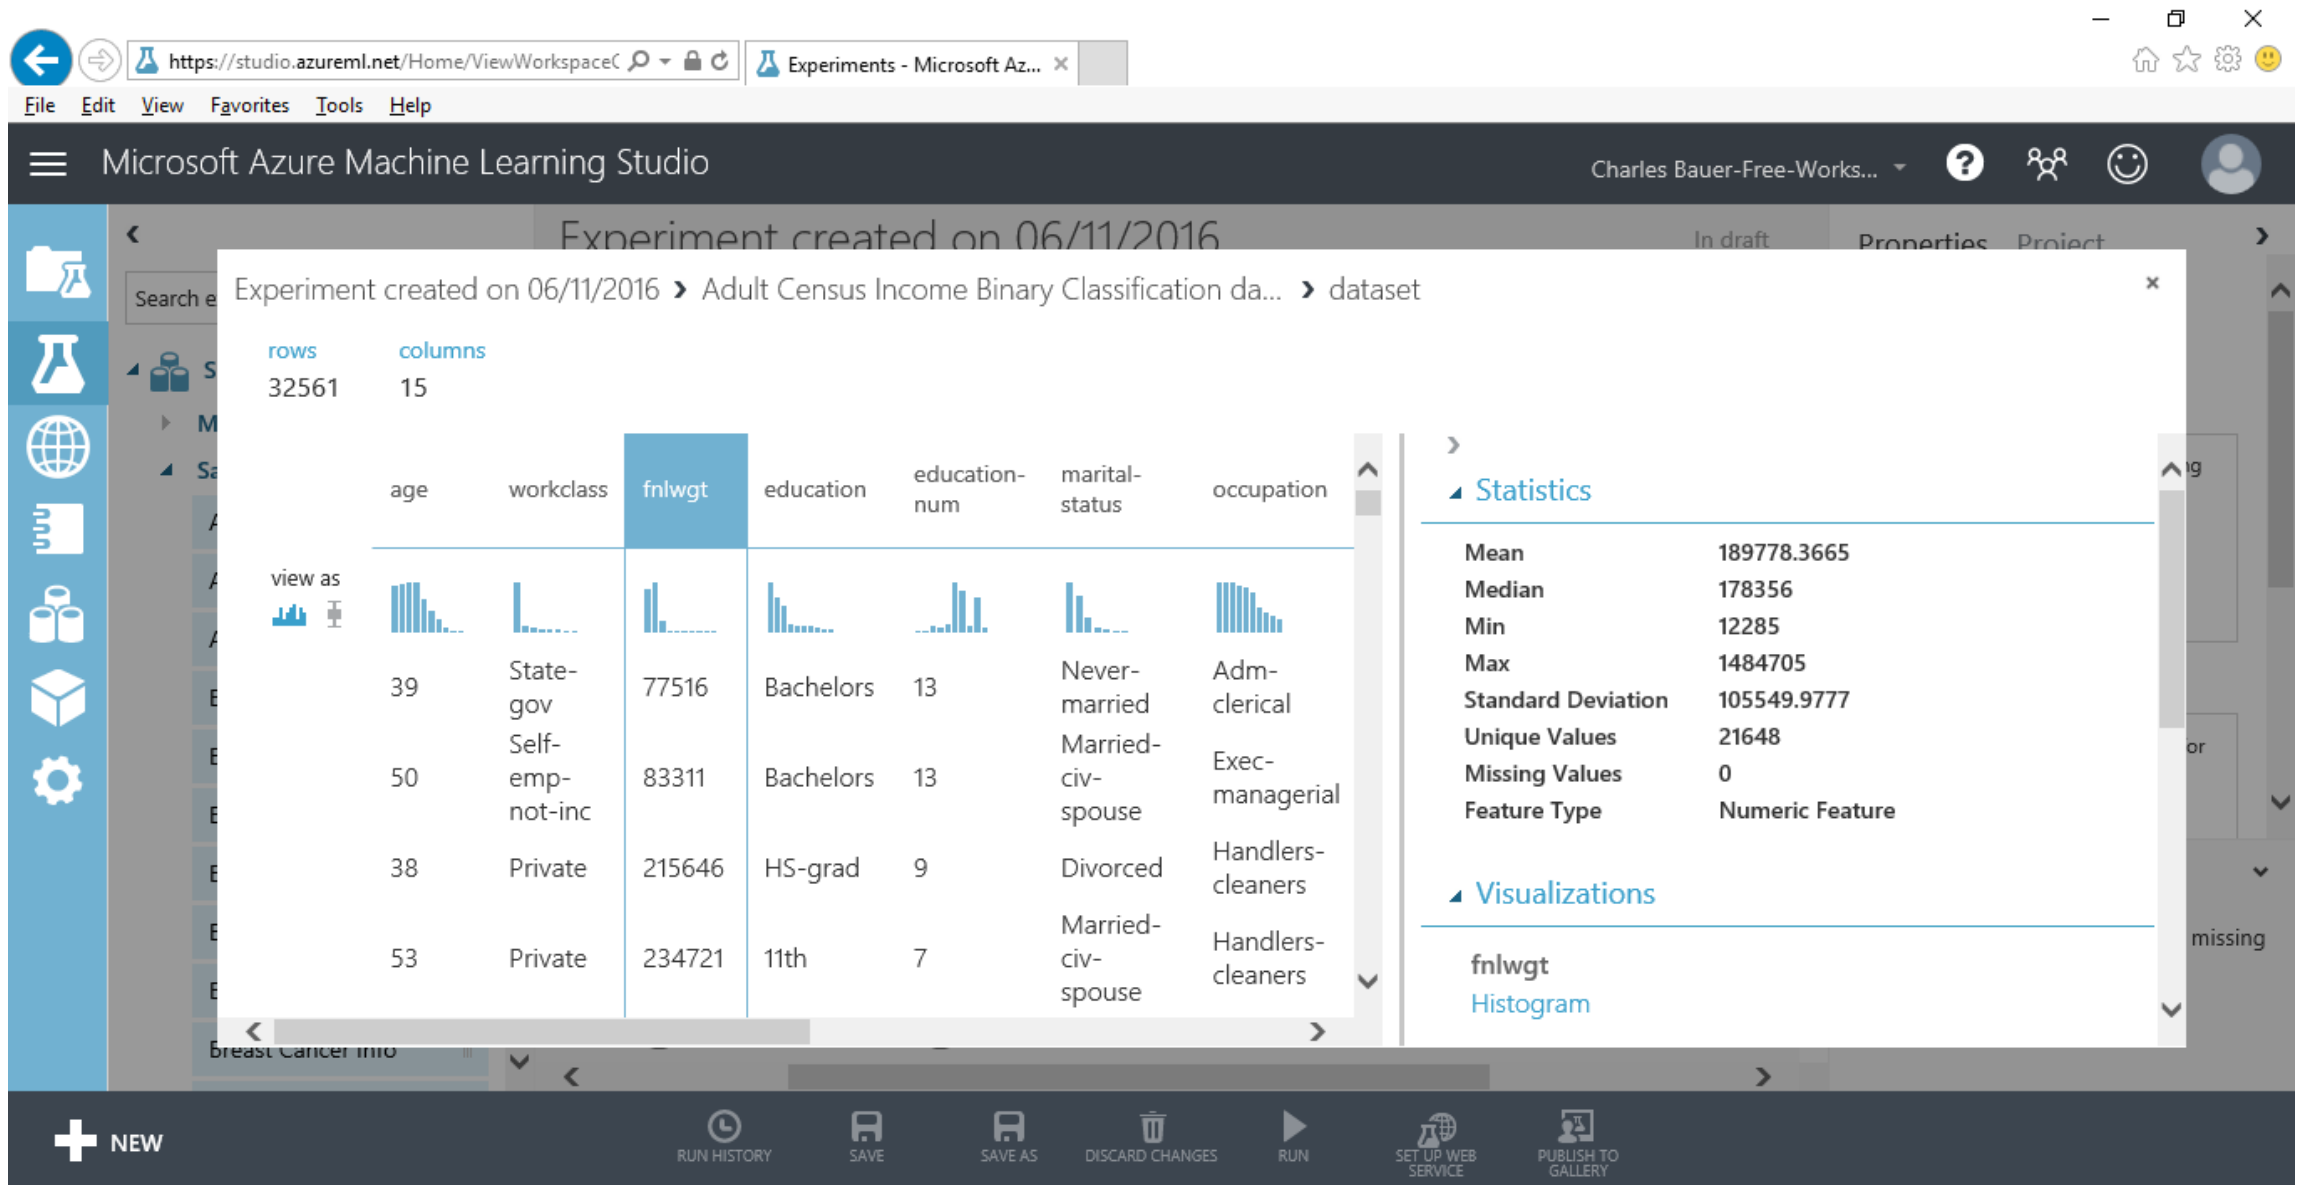 https://studio.azureml.net/Home/ViewWorkspaceC
Experiments - Microsoft Az...
File Edit View Favorites Tools Help
Microsoft Azure Machine Learning Studio
Charles Bauer-Free-Works...
Experiment created on 06/11/2016
In draft
Properties Project
Search e
Experiment created on 06/11/2016 › Adult Census Income Binary Classification da... › dataset
rows columns
32561 15
age workclass fnlwgt education education-num marital-status occupation
view as
39 State-gov 77516 Bachelors 13 Never-married Adm-clerical
50 Self-emp-not-inc 83311 Bachelors 13 Married-civ-spouse Exec-managerial
38 Private 215646 HS-grad 9 Divorced Handlers-cleaners
53 Private 234721 11th 7 Married-civ-spouse Handlers-cleaners
Statistics
Mean 189778.3665
Median 178356
Min 12285
Max 1484705
Standard Deviation 105549.9777
Unique Values 21648
Missing Values 0
Feature Type Numeric Feature
Visualizations
fnlwgt
Histogram
missing
Breast Cancer Info
NEW
RUN HISTORY
SAVE
SAVE AS
DISCARD CHANGES
RUN
SET UP WEB SERVICE
PUBLISH TO GALLERY